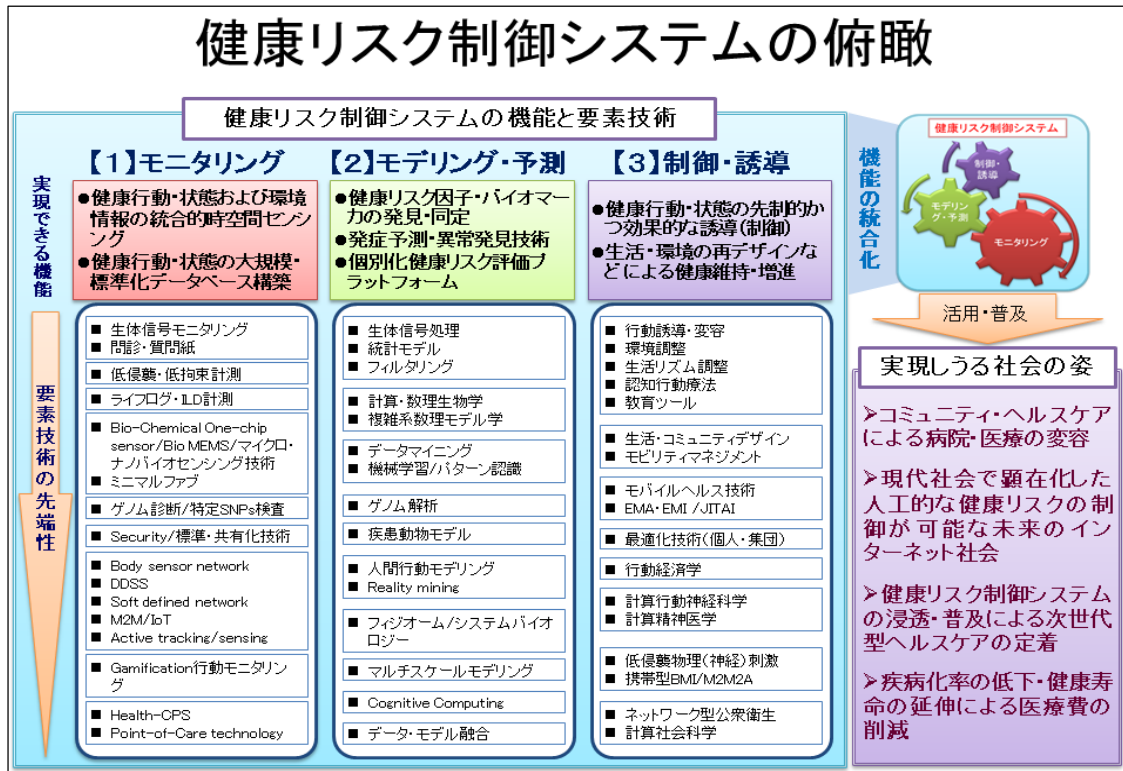 健康リスク制御システムの俯瞰
健康リスク制御システムの機能と要素技術
実現できる機能
要素技術の先端性
【1】モニタリング
●健康行動・状態および環境
情報の統合的時空間センシ
ング
●健康行動・状態の大規模・
標準化データベース構築
■ 生体信号モニタリング
■ 問診・質問紙
■ 低侵襲・低拘束計測
■ ライフログ・ILD計測
■ Bio-Chemical One-chip
sensor/Bio MEMS/マイクロ・
ナノバイオセンシング技術
■ ミニマルファブ
■ ゲノム診断/特定SNPs検査
■ Security/標準・共有化技術
■ Body sensor network
■ DDSS
■ Soft defined network
■ M2M/IoT
■ Active tracking/sensing
■ Gamification行動モニタリン
グ
■ Health-CPS
■ Point-of-Care technology
【2】モデリング・予測
●健康リスク因子・バイオマー
カの発見・同定
●発症予測・異常発見技術
●個別化健康リスク評価プ
ラットフォーム
■ 生体信号処理
■ 統計モデル
■ フィルタリング
■ 計算・数理生物学
■ 複雑系数理モデル学
■ データマイニング
■ 機械学習/パターン認識
■ ゲノム解析
■ 疾患動物モデル
■ 人間行動モデリング
■ Reality mining
■ フィジオーム/システムバイオ
ロジー
■ マルチスケールモデリング
■ Cognitive Computing
■ データ・モデル融合
【3】制御・誘導
●健康行動・状態の先制的か
つ効果的な誘導(制御)
●生活・環境の再デザインな
どによる健康維持・増進
■ 行動誘導・変容
■ 環境調整
■ 生活リズム調整
■ 認知行動療法
■ 教育ツール
■ 生活・コミュニティデザイン
■ モビリティマネジメント
■ モバイルヘルス技術
■ EMA・EMI /JITAI
■ 最適化技術(個人・集団)
■ 行動経済学
■ 計算行動神経科学
■ 計算精神医学
■ 低侵襲物理(神経)刺激
■ 携帯型BMI/M2M2A
■ ネットワーク型公衆衛生
■ 計算社会科学
機能の統合化
健康リスク制御システム
制御・
誘導
モデリン
グ・予測
モニタリング
活用・普及
実現しうる社会の姿
➢コミュニティ・ヘルスケア
による病院・医療の変容
➢現代社会で顕在化した
人工的な健康リスクの制
御が可能な未来のイン
ターネット社会
➢健康リスク制御システム
の浸透・普及による次世代
型ヘルスケアの定着
➢疾病化率の低下・健康寿
命の延伸による医療費の
削減